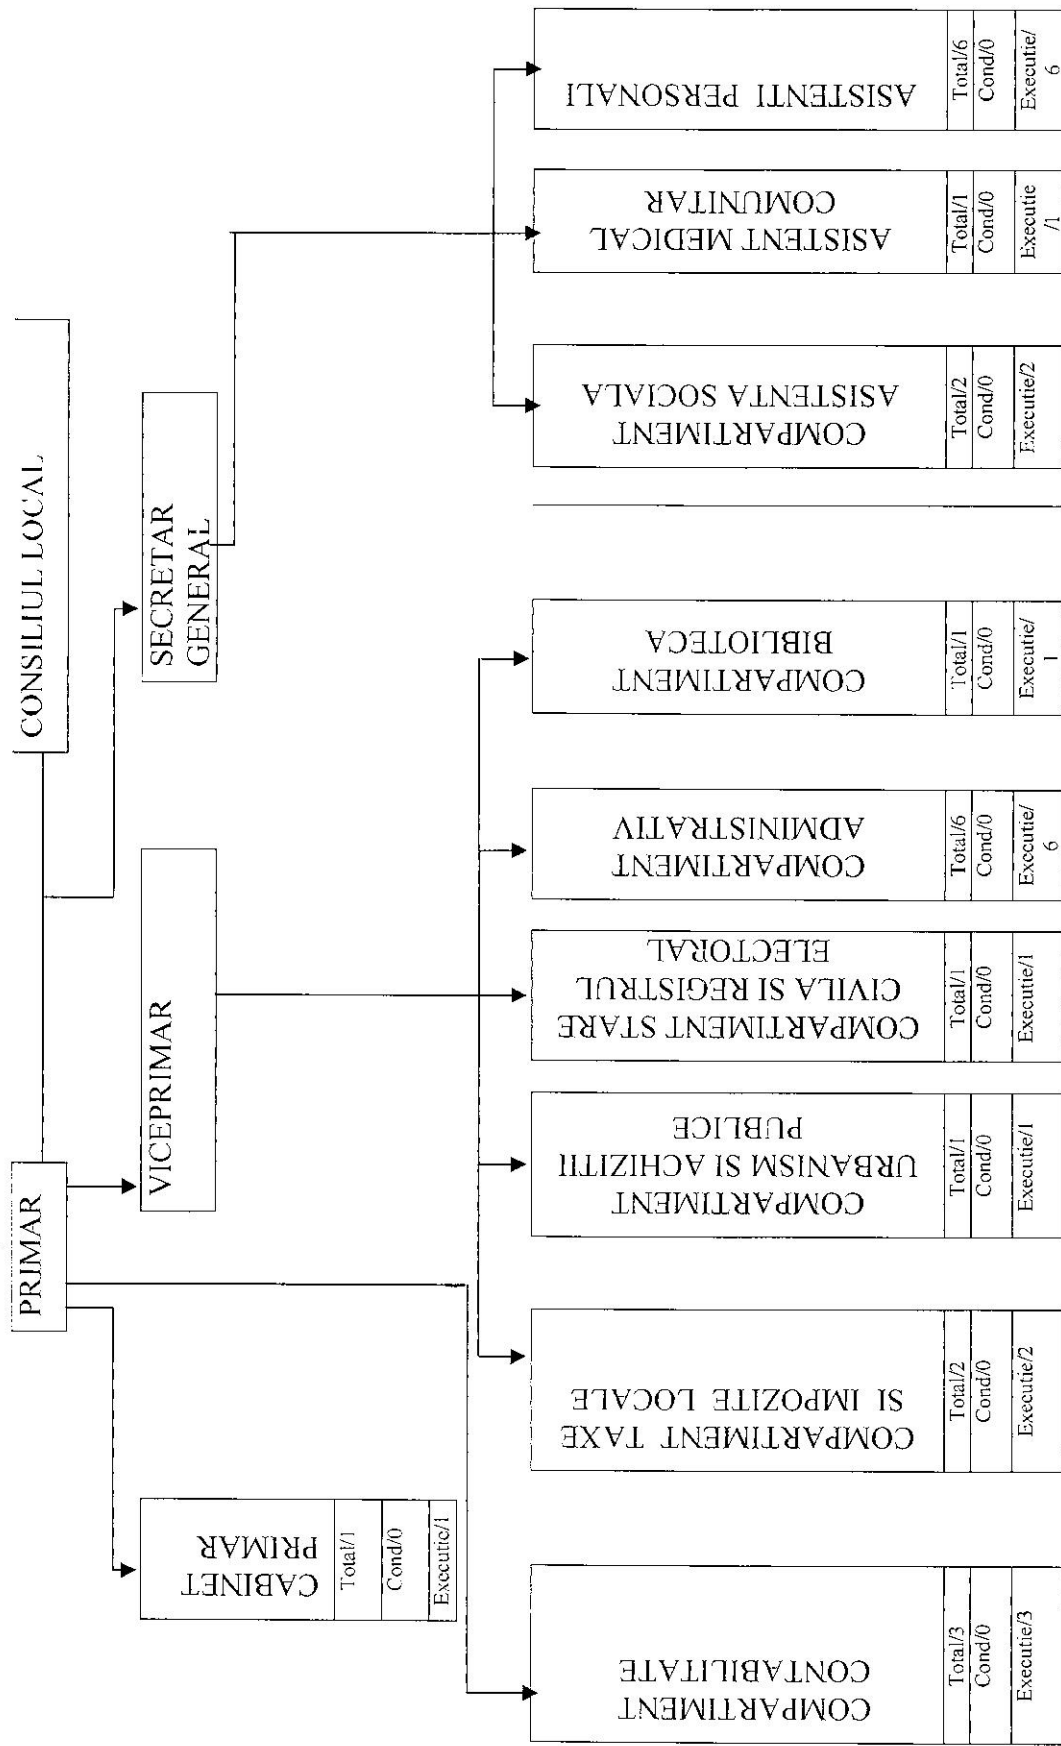 CONSILIUL LOCAL
PRIMAR
VICEPRIMAR
SECRETAR
GENERAL
CABINET
PRIMAR
Total/1
Cond/0
Executie/1
COMPARTIMENT
CONTABILITATE
Total/3
Cond/0
Executie/3
COMPARTIMENT TAXE
SI IMPOZITE LOCALE
Total/2
Cond/0
Executie/2
COMPARTIMENT
URBANISM SI ACHIZITII
PUBLICE
Total/1
Cond/0
Executie/1
COMPARTIMENT STARE
CIVILA SI REGISTRUL
ELECTORAL
Total/1
Cond/0
Executie/1
COMPARTIMENT
ADMINISTRATIV
Total/6
Cond/0
Executie/
6
COMPARTIMENT
BIBLIOTECA
Total/1
Cond/0
Executie/
1
COMPARTIMENT
ASISTENTA SOCIALA
Total/2
Cond/0
Executie/2
ASISTENT MEDICAL
COMUNITAR
Total/1
Cond/0
Executie
/1
ASISTENTI PERSONALI
Total/6
Cond/0
Executie/
6